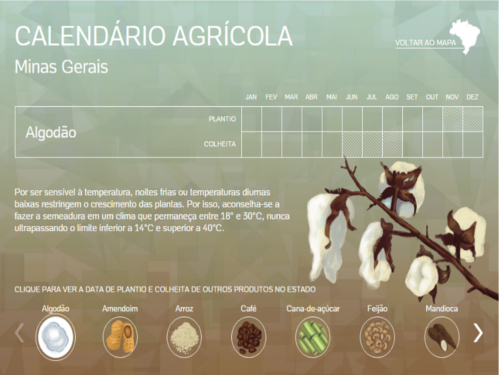 CALENDÁRIO AGRÍCOLA
Minas Gerais
VOLTAR AO MAPA
JAN FEV MAR ABR MAI JUN JUL AGO SET OUT NOV DEZ
Algodão
PLANTIO
COLHEITA
Por ser sensível à temperatura, noites frias ou temperaturas diurnas
baixas restringem o crescimento das plantas. Por isso, aconselha-se a
fazer a semeadura em um clima que permaneça entre 18° e 30°C, nunca
ultrapassando o limite inferior a 14°C e superior a 40°C.
CLIQUE PARA VER A DATA DE PLANTIO E COLHEITA DE OUTROS PRODUTOS NO ESTADO
Algodão Amendoim Arroz Café Cana-de-açúcar Feijão Mandioca